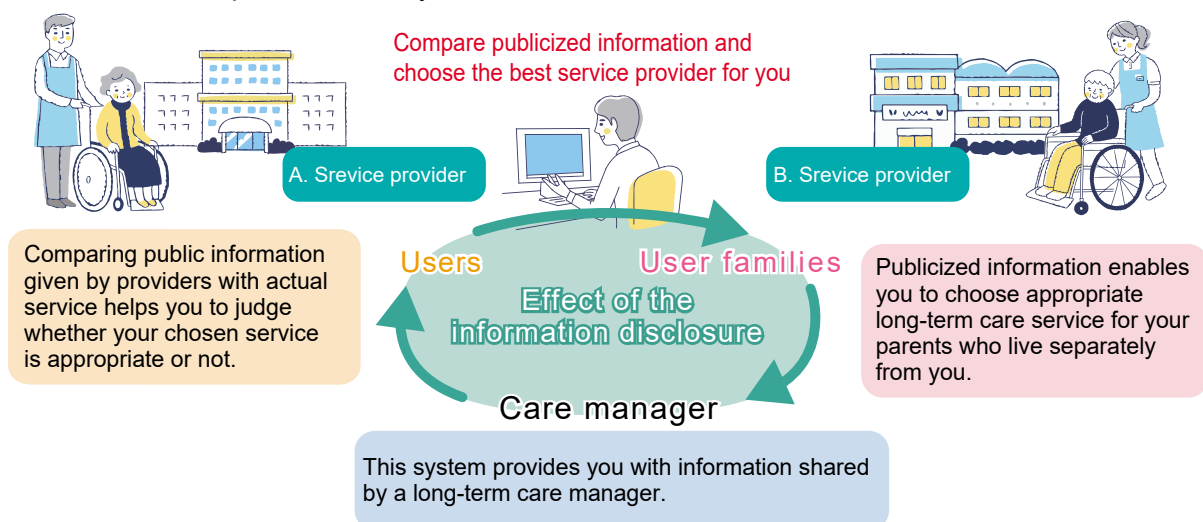 Compare publicized information and
choose the best service provider for you
A. Srevice provider
B. Srevice provider
Comparing public information
given by providers with actual
service helps you to judge
whether your chosen service
is appropriate or not.
Users
User families
Effect of the
information disclosure
Publicized information enables
you to choose appropriate
long-term care service for your
parents who live separately
from you.
Care manager
This system provides you with information shared
by a long-term care manager.